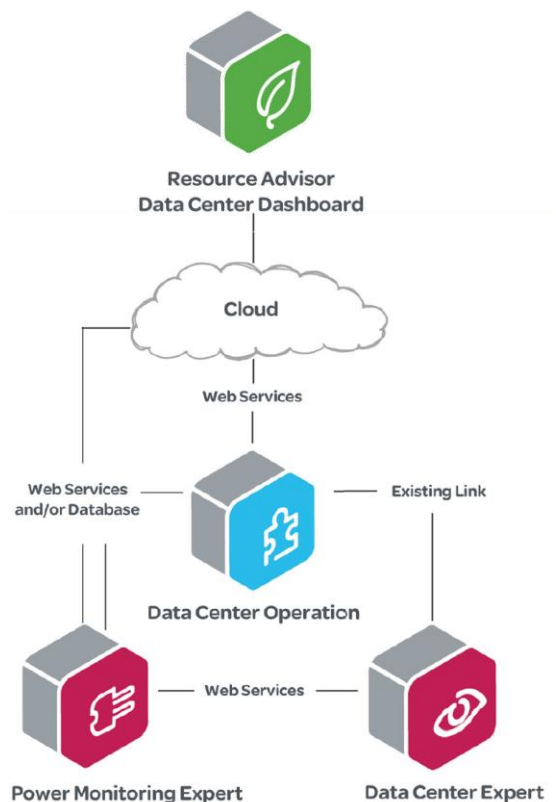 Resource Advisor
Data Center Dashboard
Cloud
Web Services
Web Services
and/or Database
Existing Link
Data Center Operation
Web Services
Power Monitoring Expert
Data Center Expert